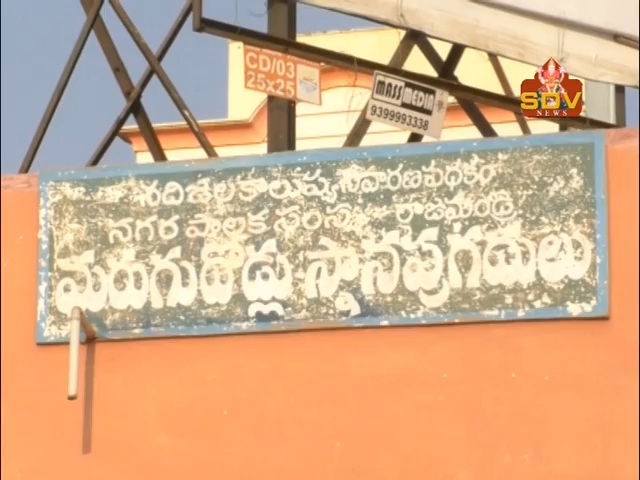 CD/03
25x25
MASS MEDIA
9399993338
SDV
NEWS
నదిజలకాలుష్యనివారణపథకం
నగర పాలక సంస్థ రాజమండ్రి
మరుగుదొడ్లు స్నానపుగదులు